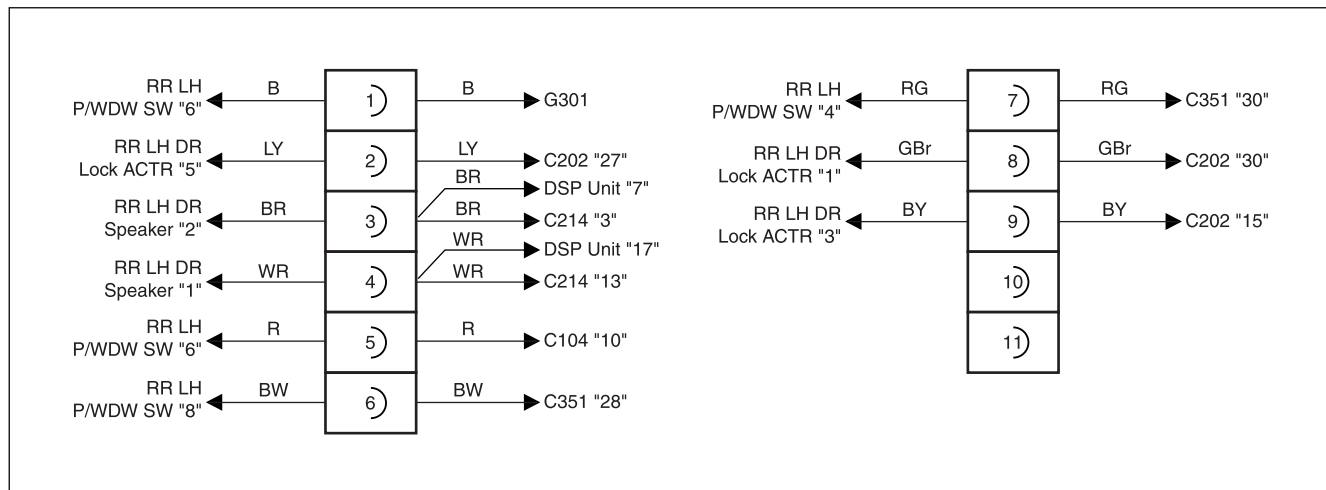 RR LH
P/WDW SW "6"
B
1
B
G301
RR LH DR
Lock ACTR "5"
LY
2
LY
C202 "27"
BR
DSP Unit "7"
RR LH DR
Speaker "2"
BR
3
BR
C214 "3"
WR
DSP Unit "17"
RR LH DR
Speaker "1"
WR
4
WR
C214 "13"
RR LH
P/WDW SW "6"
R
5
R
C104 "10"
RR LH
P/WDW SW "8"
BW
6
BW
C351 "28"
RR LH
P/WDW SW "4"
RG
7
RG
C351 "30"
RR LH DR
Lock ACTR "1"
GBr
8
GBr
C202 "30"
RR LH DR
Lock ACTR "3"
BY
9
BY
C202 "15"
10
11